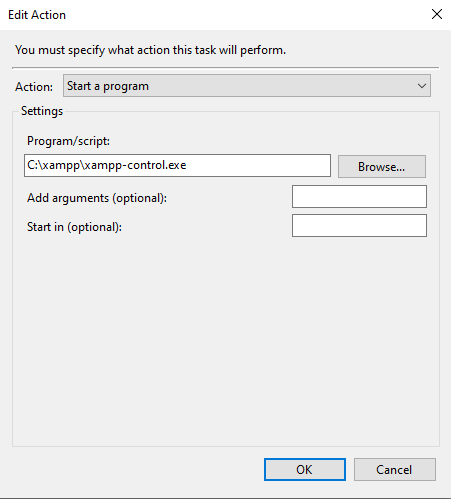 Edit Action
You must specify what action this task will perform.
Action: Start a program
Settings
Program/script:
C:\xampp\xampp-control.exe Browse...
Add arguments (optional):
Start in (optional):
OK Cancel